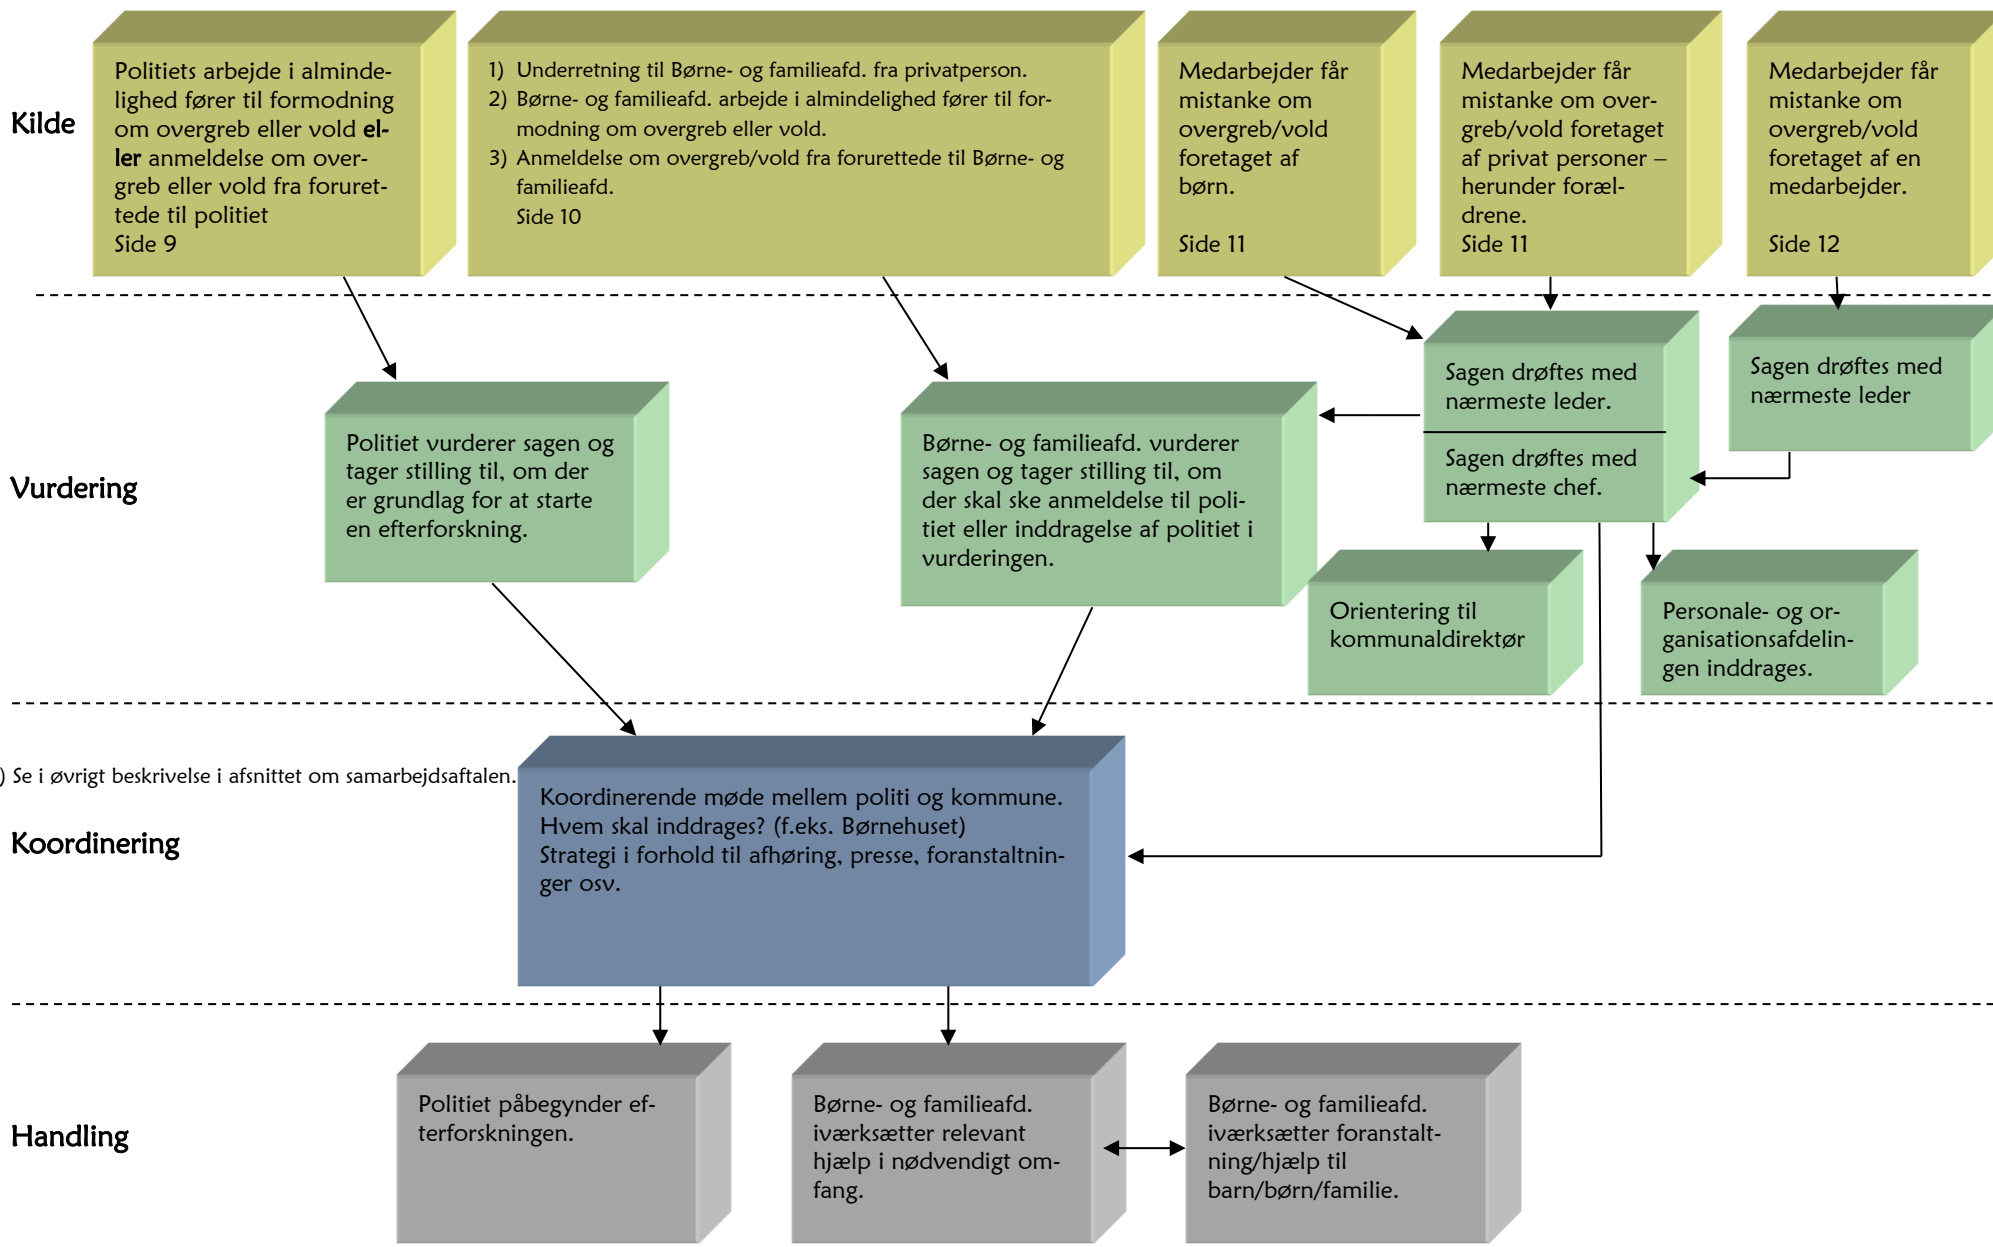 Kilde
Politiets arbejde i alminde-
lighed fører til formodning
om overgreb eller vold el-
ler anmeldelse om over-
greb eller vold fra foruret-
tede til politiet
Side 9
1) Underretning til Børne- og familieafd. fra privatperson.
2) Børne- og familieafd. arbejde i almindelighed fører til for-
modning om overgreb eller vold.
3) Anmeldelse om overgreb/vold fra forurettede til Børne- og
familieafd.
Side 10
Medarbejder får
mistanke om
overgreb/vold
foretaget af
børn.
Side 11
Medarbejder får
mistanke om over-
greb/vold foretaget
af privat personer –
herunder foræl-
drene.
Side 11
Medarbejder får
mistanke om
overgreb/vold
foretaget af en
medarbejder.
Side 12
Vurdering
Politiet vurderer sagen og
tager stilling til, om der
er grundlag for at starte
en efterforskning.
Børne- og familieafd. vurderer
sagen og tager stilling til, om
der skal ske anmeldelse til poli-
tiet eller inddragelse af politiet i
vurderingen.
Sagen drøftes med
nærmeste leder.
Sagen drøftes med
nærmeste chef.
Sagen drøftes med
nærmeste leder
Orientering til
kommunaldirektør
Personale- og or-
ganisationsafdelin-
gen inddrages.
) Se i øvrigt beskrivelse i afsnittet om samarbejdsaftalen.
Koordinering
Koordinerende møde mellem politi og kommune.
Hvem skal inddrages? (f.eks. Børnehuset)
Strategi i forhold til afhøring, presse, foranstaltnin-
ger osv.
Handling
Politiet påbegynder ef-
terforskningen.
Børne- og familieafd.
iværksætter relevant
hjælp i nødvendigt om-
fang.
Børne- og familieafd.
iværksætter foranstalt-
ning/hjælp til
barn/børn/familie.